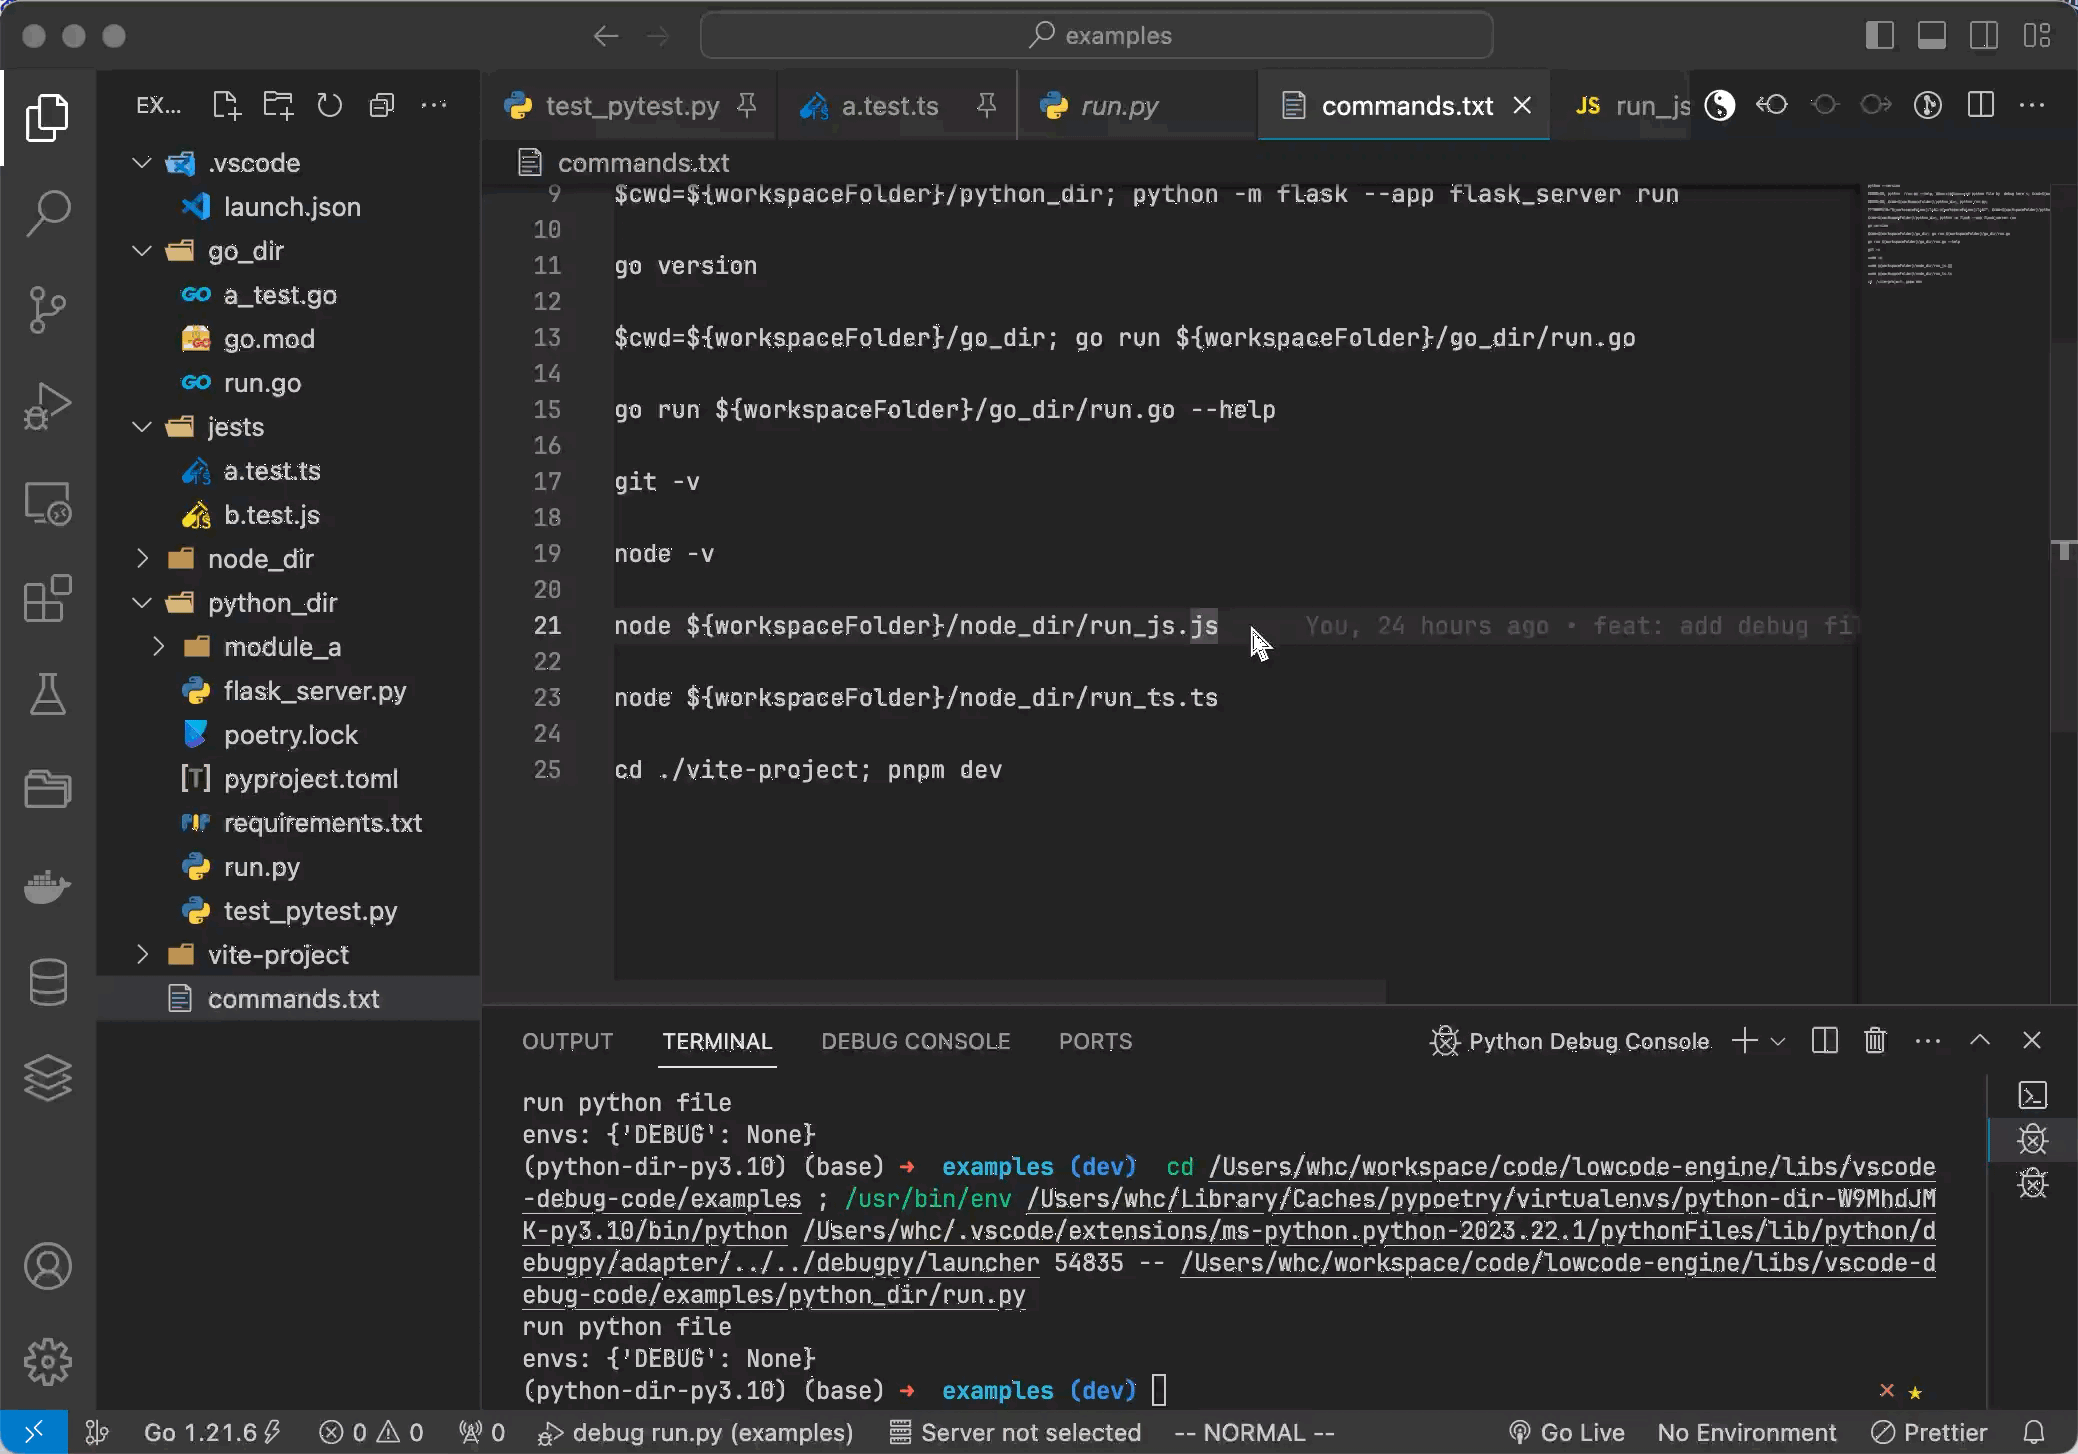 examples
EX...
test_pytest.py
a.test.ts
run.py
commands.txt
JS run_js
.vscode
launch.json
go_dir
GO a_test.go
go.mod
GO run.go
jests
a.test.ts
b.test.js
node_dir
python_dir
module_a
flask_server.py
poetry.lock
[T] pyproject.toml
requirements.txt
run.py
test_pytest.py
vite-project
commands.txt
commands.txt
9 $cwd=${workspaceFolder}/python_dir; python -m flask --app flask_server run
10
11 go version
12
13 $cwd=${workspaceFolder}/go_dir; go run ${workspaceFolder}/go_dir/run.go
14
15 go run ${workspaceFolder}/go_dir/run.go --help
16
17 git -v
18
19 node -v
20
21 node ${workspaceFolder}/node_dir/run_js.js You, 24 hours ago • feat: add debug fi
22
23 node ${workspaceFolder}/node_dir/run_ts.ts
24
25 cd ./vite-project; pnpm dev
OUTPUT TERMINAL DEBUG CONSOLE PORTS
Python Debug Console
run python file
envs: {'DEBUG': None}
(python-dir-py3.10) (base) ➜ examples (dev) cd /Users/whc/workspace/code/lowcode-engine/libs/vscode
-debug-code/examples ; /usr/bin/env /Users/whc/Library/Caches/pypoetry/virtualenvs/python-dir-W9MhdJM
K-py3.10/bin/python /Users/whc/.vscode/extensions/ms-python.python-2023.22.1/pythonFiles/lib/python/d
ebugpy/adapter/../../debugpy/launcher 54835 -- /Users/whc/workspace/code/lowcode-engine/libs/vscode-d
ebug-code/examples/python_dir/run.py
run python file
envs: {'DEBUG': None}
(python-dir-py3.10) (base) ➜ examples (dev)
Go 1.21.6 0 0 0 debug run.py (examples) Server not selected -- NORMAL -- Go Live No Environment Prettier